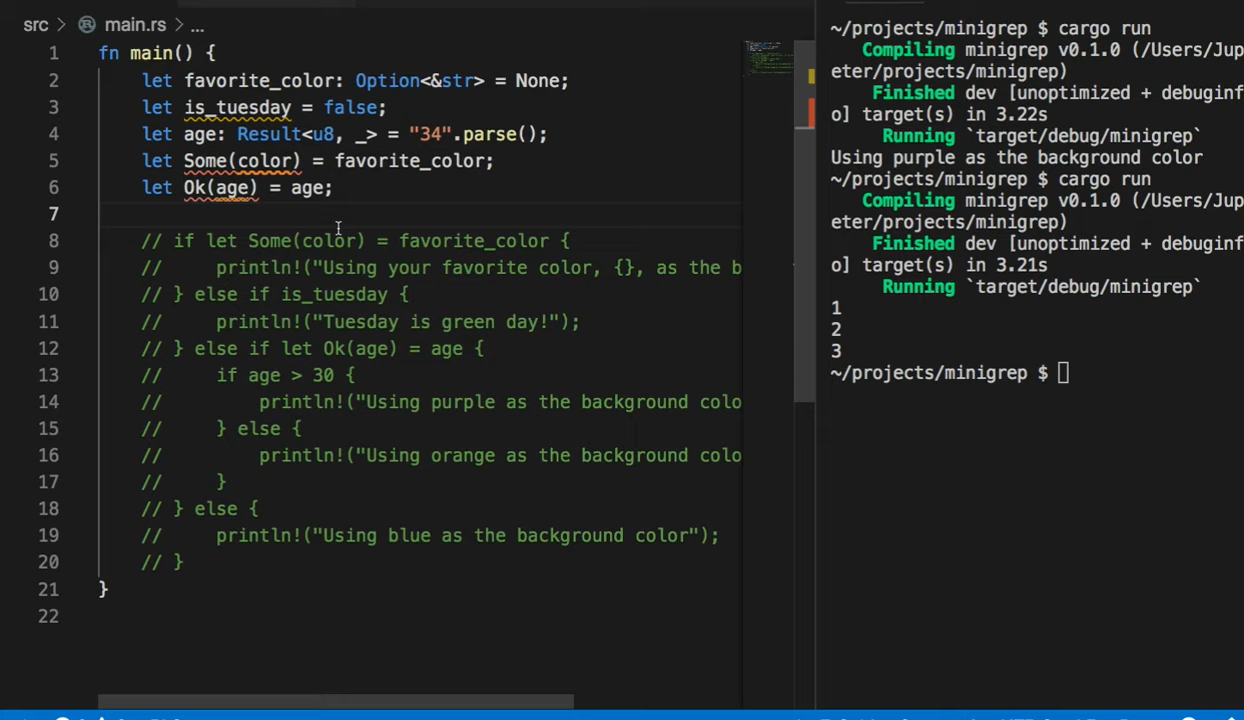 src > main.rs > ...
1 fn main() {
2 let favorite_color: Option<&str> = None;
3 let is_tuesday = false;
4 let age: Result<u8, _> = "34".parse();
5 let Some(color) = favorite_color;
6 let Ok(age) = age;
7
8 // if let Some(color) = favorite_color {
9 // println!("Using your favorite color, {}, as the b
10 // } else if is_tuesday {
11 // println!("Tuesday is green day!");
12 // } else if let Ok(age) = age {
13 // if age > 30 {
14 // println!("Using purple as the background colo
15 // } else {
16 // println!("Using orange as the background colo
17 // }
18 // } else {
19 // println!("Using blue as the background color");
20 // }
21 }
22
~/projects/minigrep $ cargo run
Compiling minigrep v0.1.0 (/Users/Jup
eter/projects/minigrep)
Finished dev [unoptimized + debuginf
o] target(s) in 3.22s
Running `target/debug/minigrep`
Using purple as the background color
~/projects/minigrep $ cargo run
Compiling minigrep v0.1.0 (/Users/Jup
eter/projects/minigrep)
Finished dev [unoptimized + debuginf
o] target(s) in 3.21s
Running `target/debug/minigrep`
1
2
3
~/projects/minigrep $